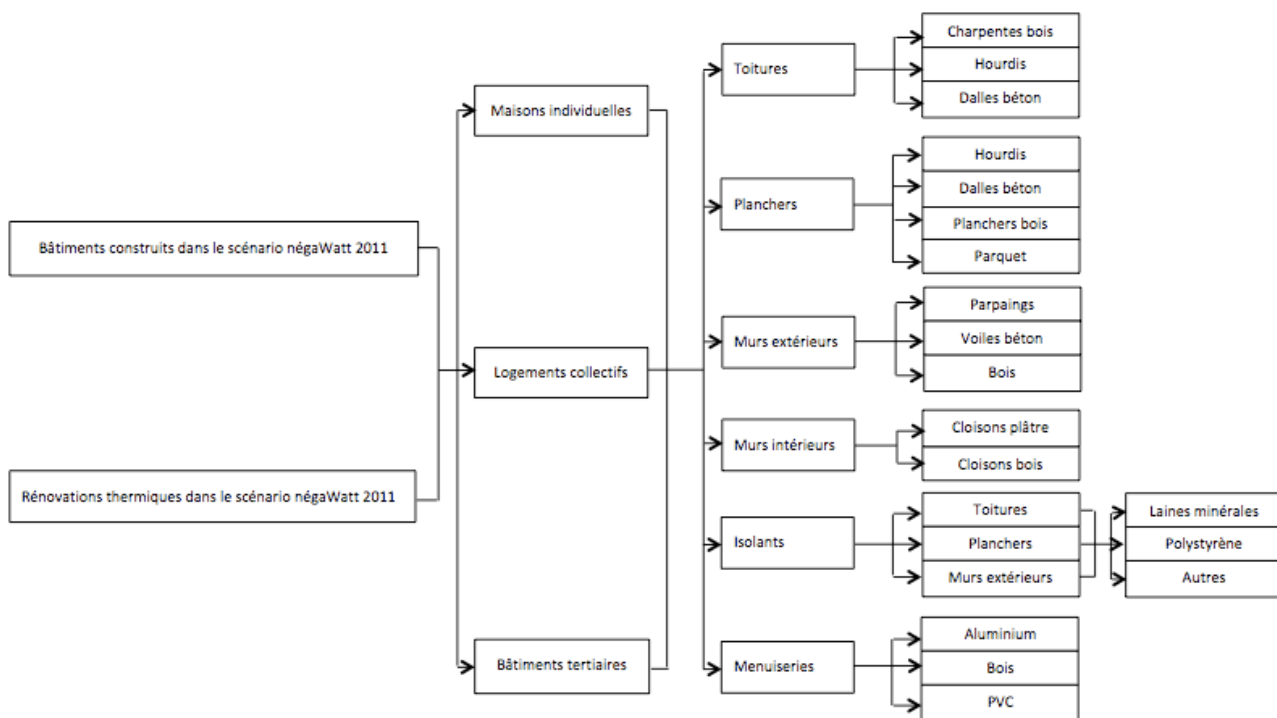 Bâtiments construits dans le scénario négaWatt 2011
Rénovations thermiques dans le scénario négaWatt 2011
Maisons individuelles
Logements collectifs
Bâtiments tertiaires
Toitures
Charpentes bois
Hourdis
Dalles béton
Planchers
Hourdis
Dalles béton
Planchers bois
Parquet
Murs extérieurs
Parpaings
Voiles béton
Bois
Murs intérieurs
Cloisons plâtre
Cloisons bois
Isolants
Toitures
Planchers
Murs extérieurs
Laines minérales
Polystyrène
Autres
Menuiseries
Aluminium
Bois
PVC